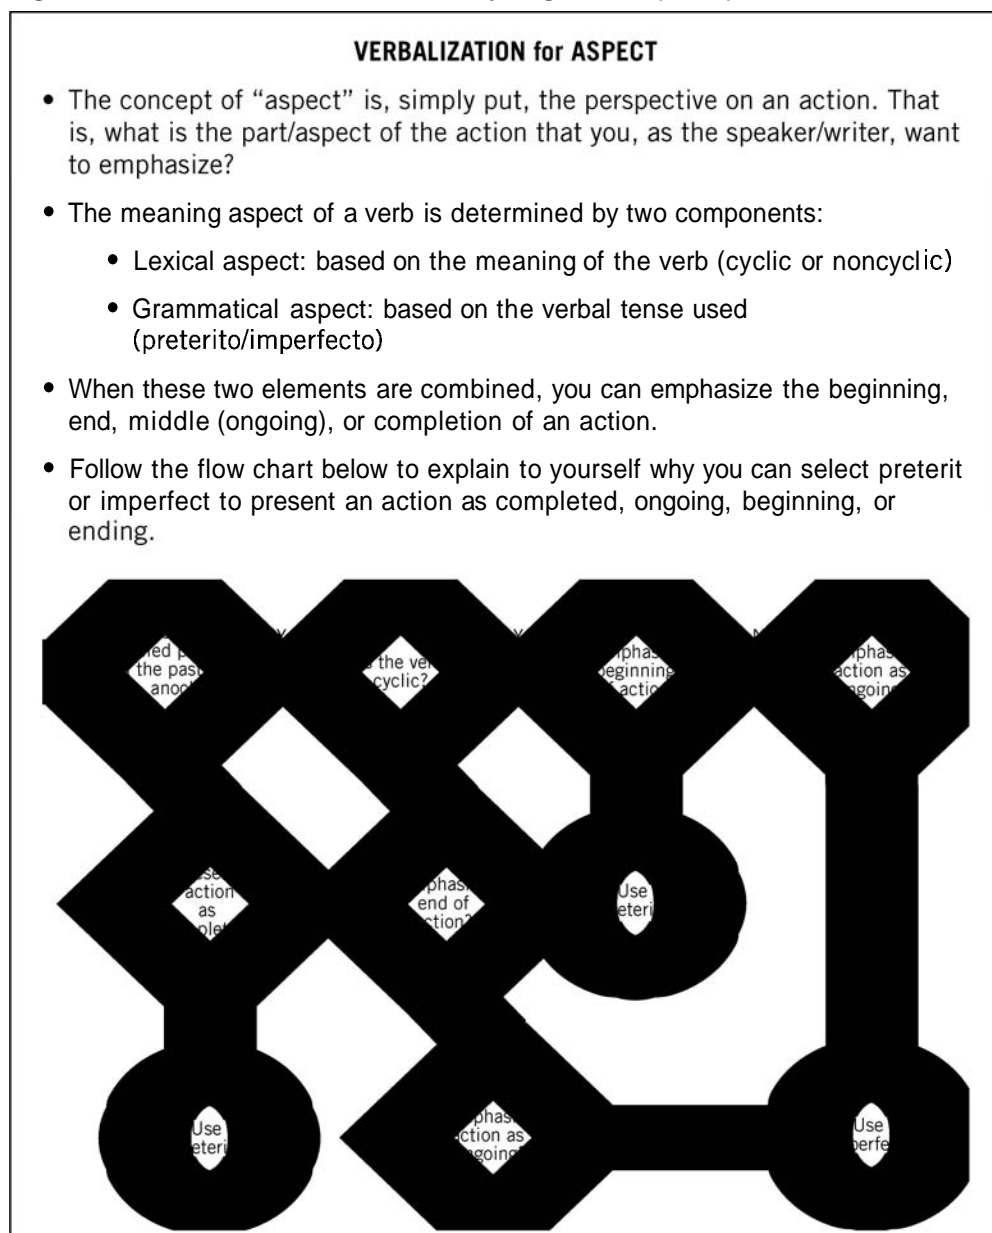 VERBALIZATION for ASPECT
• The concept of “aspect” is, simply put, the perspective on an action. That
is, what is the part/aspect of the action that you, as the speaker/writer, want
to emphasize?
• The meaning aspect of a verb is determined by two components:
• Lexical aspect: based on the meaning of the verb (cyclic or noncyclic)
• Grammatical aspect: based on the verbal tense used
(preterito/imperfecto)
• When these two elements are combined, you can emphasize the beginning,
end, middle (ongoing), or completion of an action.
• Follow the flow chart below to explain to yourself why you can select preterit
or imperfect to present an action as completed, ongoing, beginning, or
ending.
the past
the
cyclic?
beginning
action as
action
as
end of
Use
Use
action as
Use